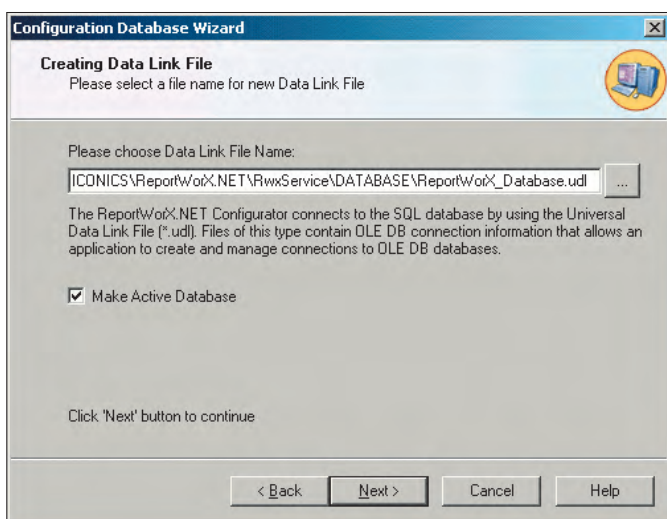 Configuration Database Wizard
Creating Data Link File
Please select a file name for new Data Link File
Please choose Data Link File Name:
ICONICS\ReportWorX.NET\RwxService\DATABASE\ReportWorX_Database.udl
...
The ReportWorX.NET Configurator connects to the SQL database by using the Universal
Data Link File (*.udl). Files of this type contain OLE DB connection information that allows an
application to create and manage connections to OLE DB databases.
Make Active Database
Click 'Next' button to continue
< Back
Next >
Cancel
Help